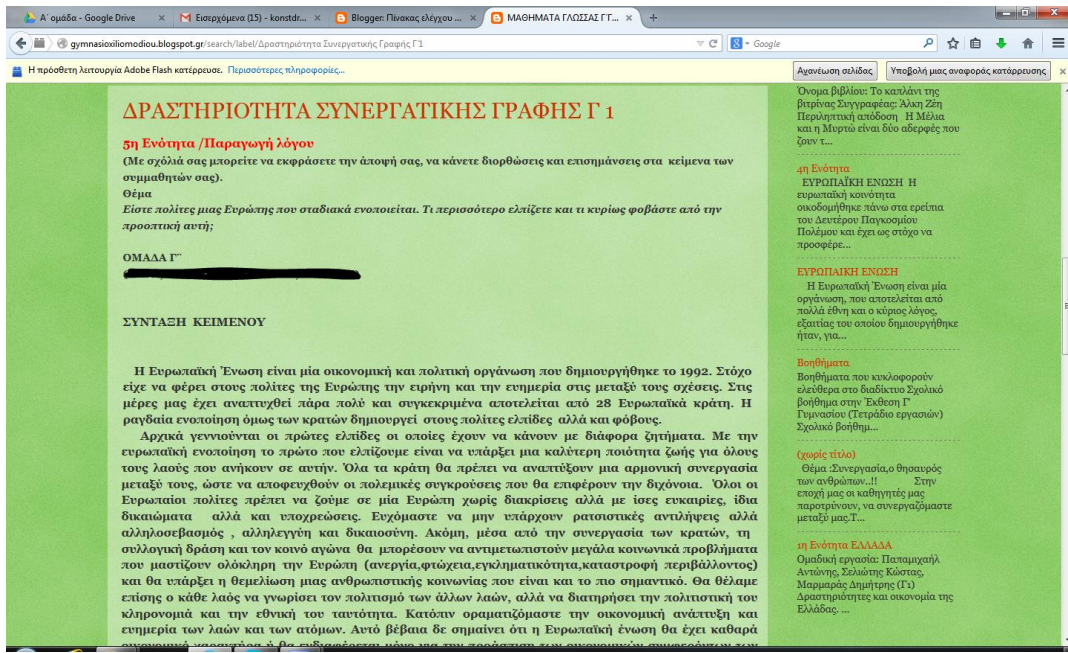 Α' ομάδα - Google Drive
Εισερχόμενα (15) - konstdr...
Blogger: Πίνακας ελέγχου ...
ΜΑΘΗΜΑΤΑ ΓΛΩΣΣΑΣ ΓΓ...
gymnasioxiliomodiou.blogspot.gr/search/label/Δραστηριότητα Συνεργατικής Γραφής Γ1
Google
Η πρόσθετη λειτουργία Adobe Flash κατέρρευσε. Περισσότερες πληροφορίες...
Ανανέωση σελίδας
Υποβολή μιας αναφοράς κατάρρευσης
ΔΡΑΣΤΗΡΙΟΤΗΤΑ ΣΥΝΕΡΓΑΤΙΚΗΣ ΓΡΑΦΗΣ Γ 1
5η Ενότητα /Παραγωγή λόγου
(Με σχόλιά σας μπορείτε να εκφράσετε την άποψή σας, να κάνετε διορθώσεις και επισημάνσεις στα κείμενα των
συμμαθητών σας).
Θέμα
Είστε πολίτες μιας Ευρώπης που σταδιακά ενοποιείται. Τι περισσότερο ελπίζετε και τι κυρίως φοβάστε από την
προοπτική αυτή;
ΟΜΑΔΑ Γ¨
ΣΥΝΤΑΞΗ ΚΕΙΜΕΝΟΥ
Η Ευρωπαϊκή Ένωση είναι μία οικονομική και πολιτική οργάνωση που δημιουργήθηκε το 1992. Στόχο
είχε να φέρει στους πολίτες της Ευρώπης την ειρήνη και την ευημερία στις μεταξύ τους σχέσεις. Στις
μέρες μας έχει αναπτυχθεί πάρα πολύ και συγκεκριμένα αποτελείται από 28 Ευρωπαϊκά κράτη. Η
ραγδαία ενοποίηση όμως των κρατών δημιουργεί στους πολίτες ελπίδες αλλά και φόβους.
Αρχικά γεννιούνται οι πρώτες ελπίδες οι οποίες έχουν να κάνουν με διάφορα ζητήματα. Με την
ευρωπαϊκή ενοποίηση το πρώτο που ελπίζουμε είναι να υπάρξει μια καλύτερη ποιότητα ζωής για όλους
τους λαούς που ανήκουν σε αυτήν. Όλα τα κράτη θα πρέπει να αναπτύξουν μια αρμονική συνεργασία
μεταξύ τους, ώστε να αποφευχθούν οι πολεμικές συγκρούσεις που θα επιφέρουν την διχόνοια. Όλοι οι
Ευρωπαίοι πολίτες πρέπει να ζούμε σε μία Ευρώπη χωρίς διακρίσεις αλλά με ίσες ευκαιρίες, ίδια
δικαιώματα αλλά και υποχρεώσεις. Ευχόμαστε να μην υπάρχουν ρατσιστικές αντιλήψεις αλλά
αλληλοσεβασμός , αλληλεγγύη και δικαιοσύνη. Ακόμη, μέσα από την συνεργασία των κρατών, τη
συλλογική δράση και τον κοινό αγώνα θα μπορέσουν να αντιμετωπιστούν μεγάλα κοινωνικά προβλήματα
που μαστίζουν ολόκληρη την Ευρώπη (ανεργία,φτώχεια,εγκληματικότητα,καταστροφή περιβάλλοντος)
και θα υπάρξει η θεμελίωση μιας ανθρωπιστικής κοινωνίας που είναι και το πιο σημαντικό. Θα θέλαμε
επίσης ο κάθε λαός να γνωρίσει τον πολιτισμό των άλλων λαών, αλλά να διατηρήσει την πολιτιστική του
κληρονομιά και την εθνική του ταυτότητα. Κατόπιν οραματιζόμαστε την οικονομική ανάπτυξη και
ευημερία των λαών και των ατόμων. Αυτό βέβαια δε σημαίνει ότι η Ευρωπαϊκή ένωση θα έχει καθαρά
οικονομικό χαρακτήρα ή θα ενδιαφέρεται μόνο για την προάσπιση των οικονομικών συμφερόντων των
Όνομα βιβλίου: Το καπλάνι της
βιτρίνας Συγγραφέας: Άλκη Ζέη
Περιληπτική απόδοση Η Μέλια
και η Μυρτώ είναι δύο αδερφές που
ζουν τ...
4η Ενότητα
ΕΥΡΩΠΑΪΚΗ ΕΝΩΣΗ Η
ευρωπαϊκή κοινότητα
οικοδομήθηκε πάνω στα ερείπια
του Δευτέρου Παγκοσμίου
Πολέμου και έχει ως στόχο να
προσφέρε...
ΕΥΡΩΠΑΙΚΗ ΕΝΩΣΗ
Η Ευρωπαϊκή Ένωση είναι μία
οργάνωση, που αποτελείται από
πολλά έθνη και ο κύριος λόγος,
εξαιτίας του οποίου δημιουργήθηκε
ήταν, για...
Βοηθήματα
Βοηθήματα που κυκλοφορούν
ελεύθερα στο διαδίκτυο Σχολικό
βοήθημα στην Έκθεση Γ'
Γυμνασίου (Τετράδιο εργασιών)
Σχολικό βοήθημ...
(χωρίς τίτλο)
Θέμα :Συνεργασία,ο θησαυρός
των ανθρώπων..!! Στην
εποχή μας οι καθηγητές μας
παροτρύνουν, να συνεργαζόμαστε
μεταξύ μας.Τ...
1η Ενότητα ΕΛΛΑΔΑ
Ομαδική εργασία: Παπαμιχαήλ
Αντώνης, Σελιώτης Κώστας,
Μαρμαράς Δημήτρης (Γ1)
Δραστηριότητες και οικονομία της
Ελλάδας. ...